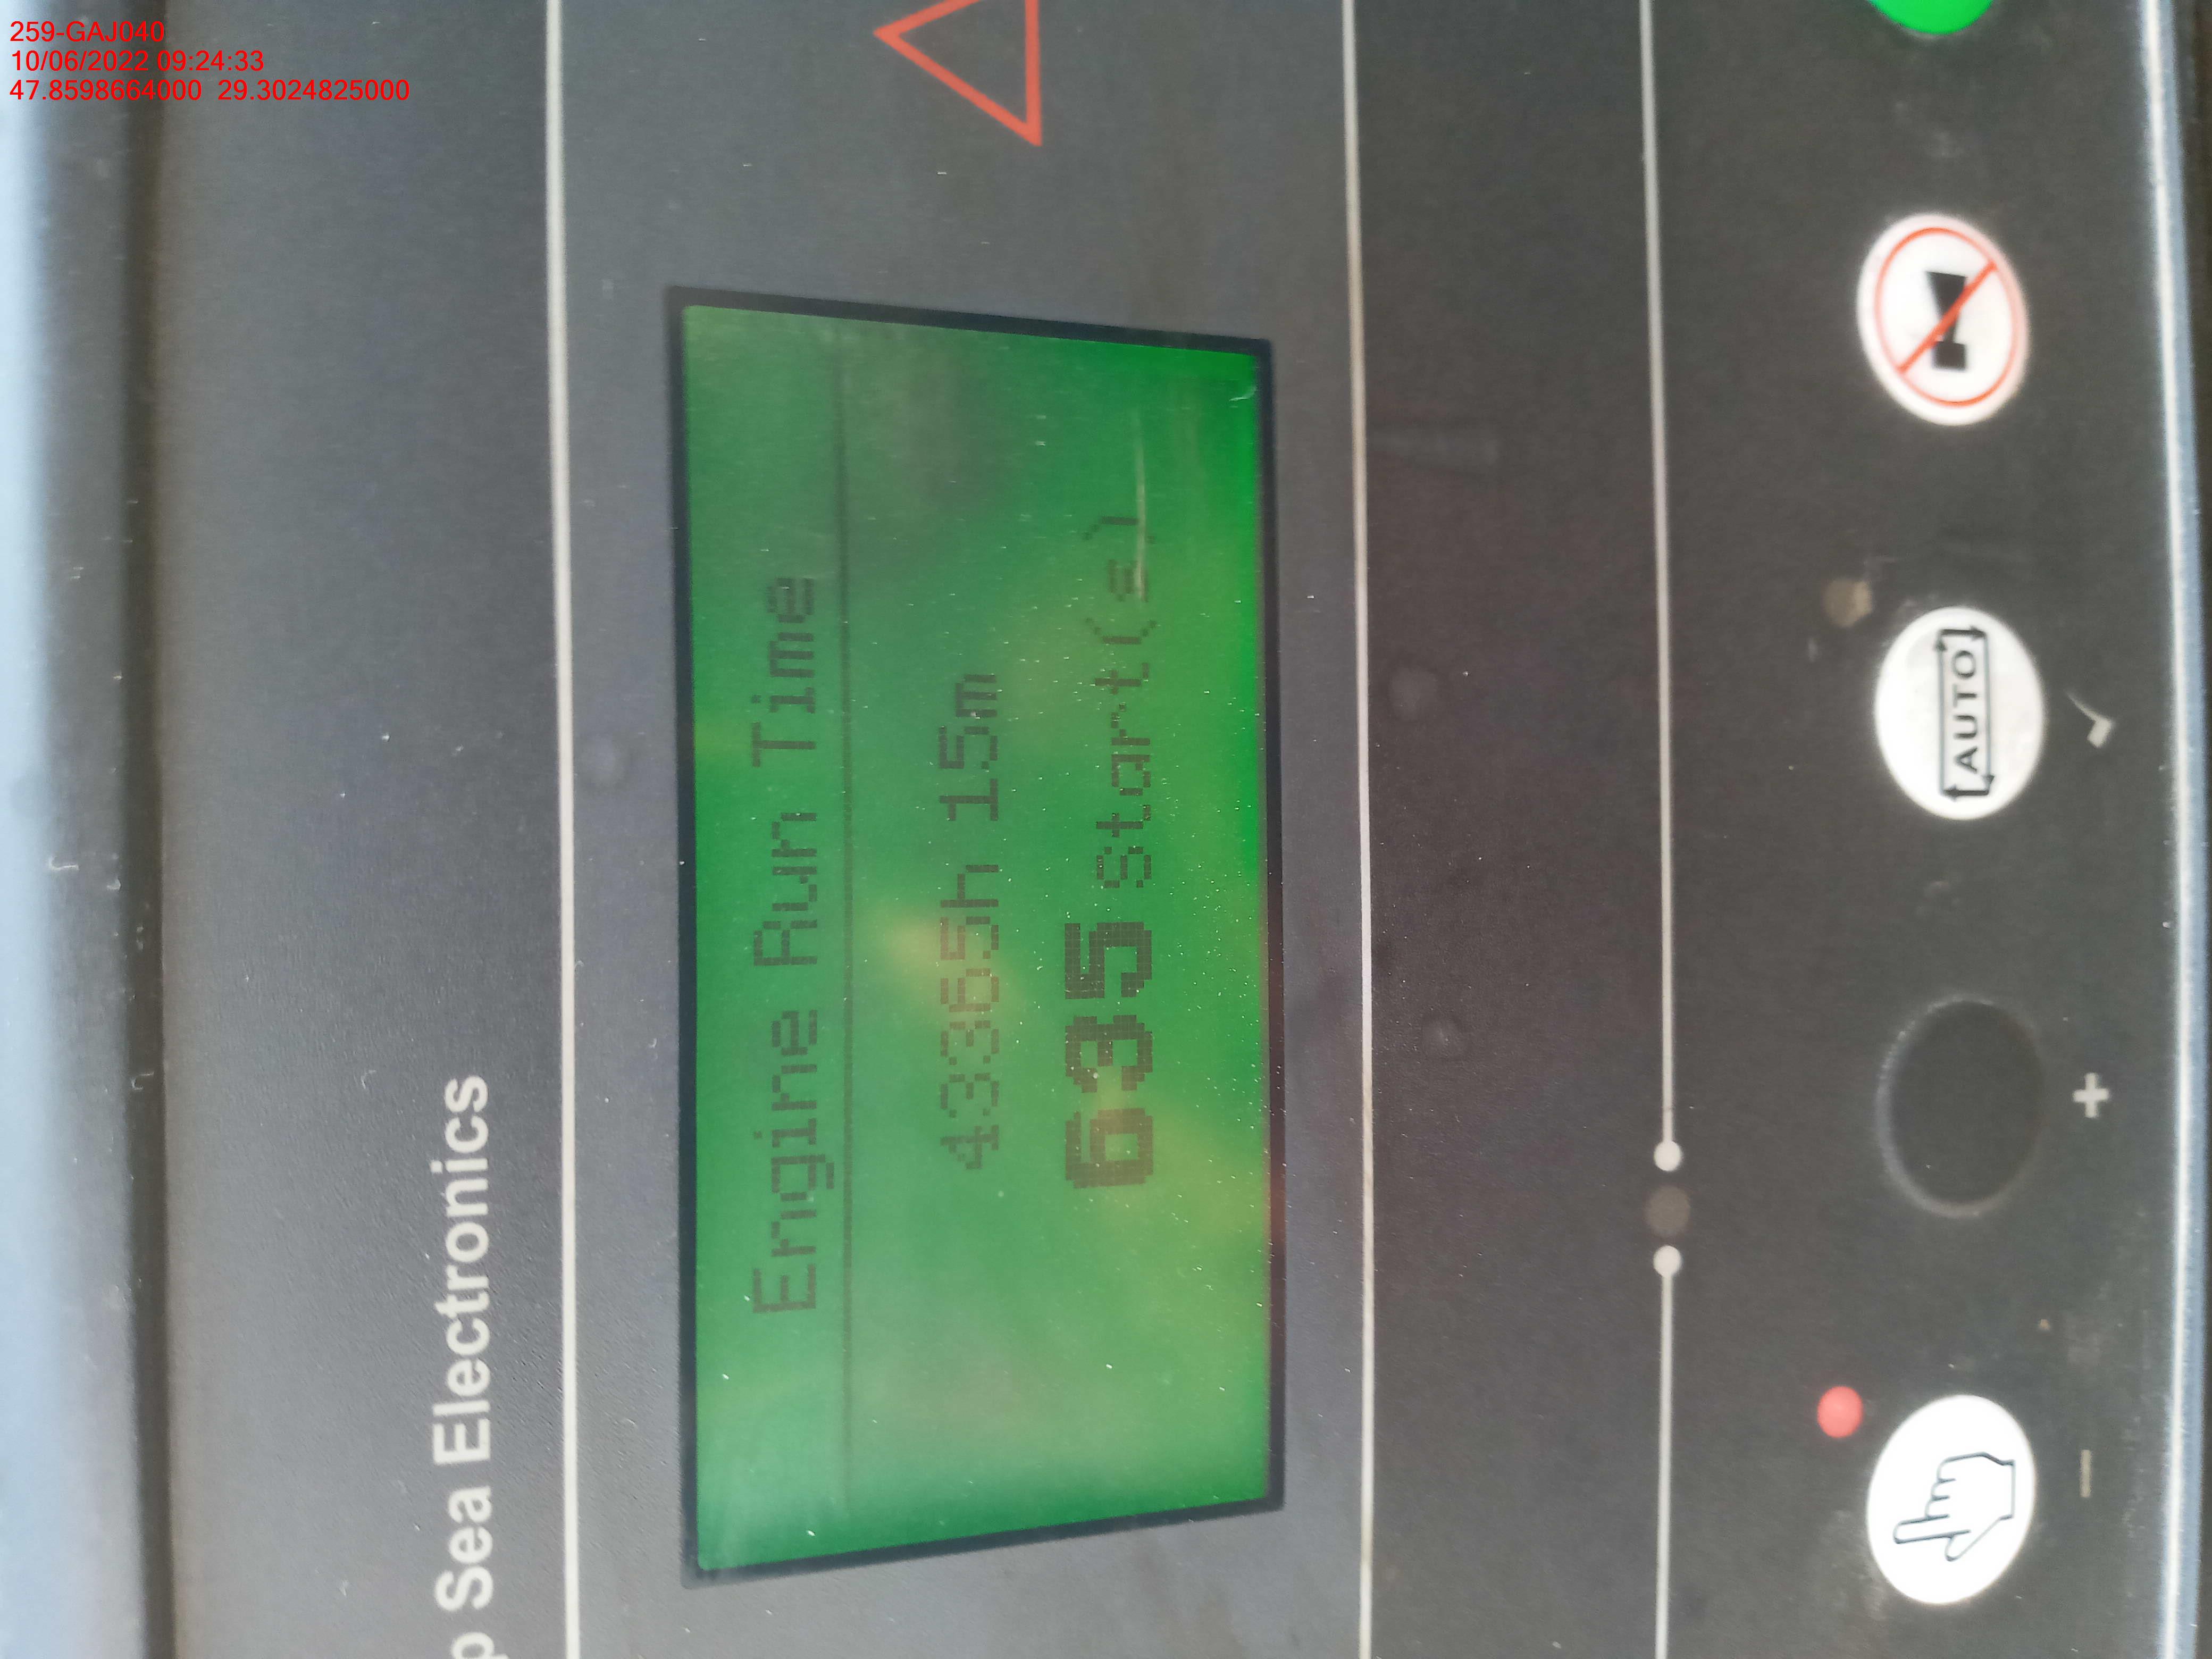 259-GAJ040
10/06/2022 09:24:33
47.8598664000 29.3024825000
p Sea Electronics
Engine Run Time
43365h 15m
635 start(s)
AUTO
+
-